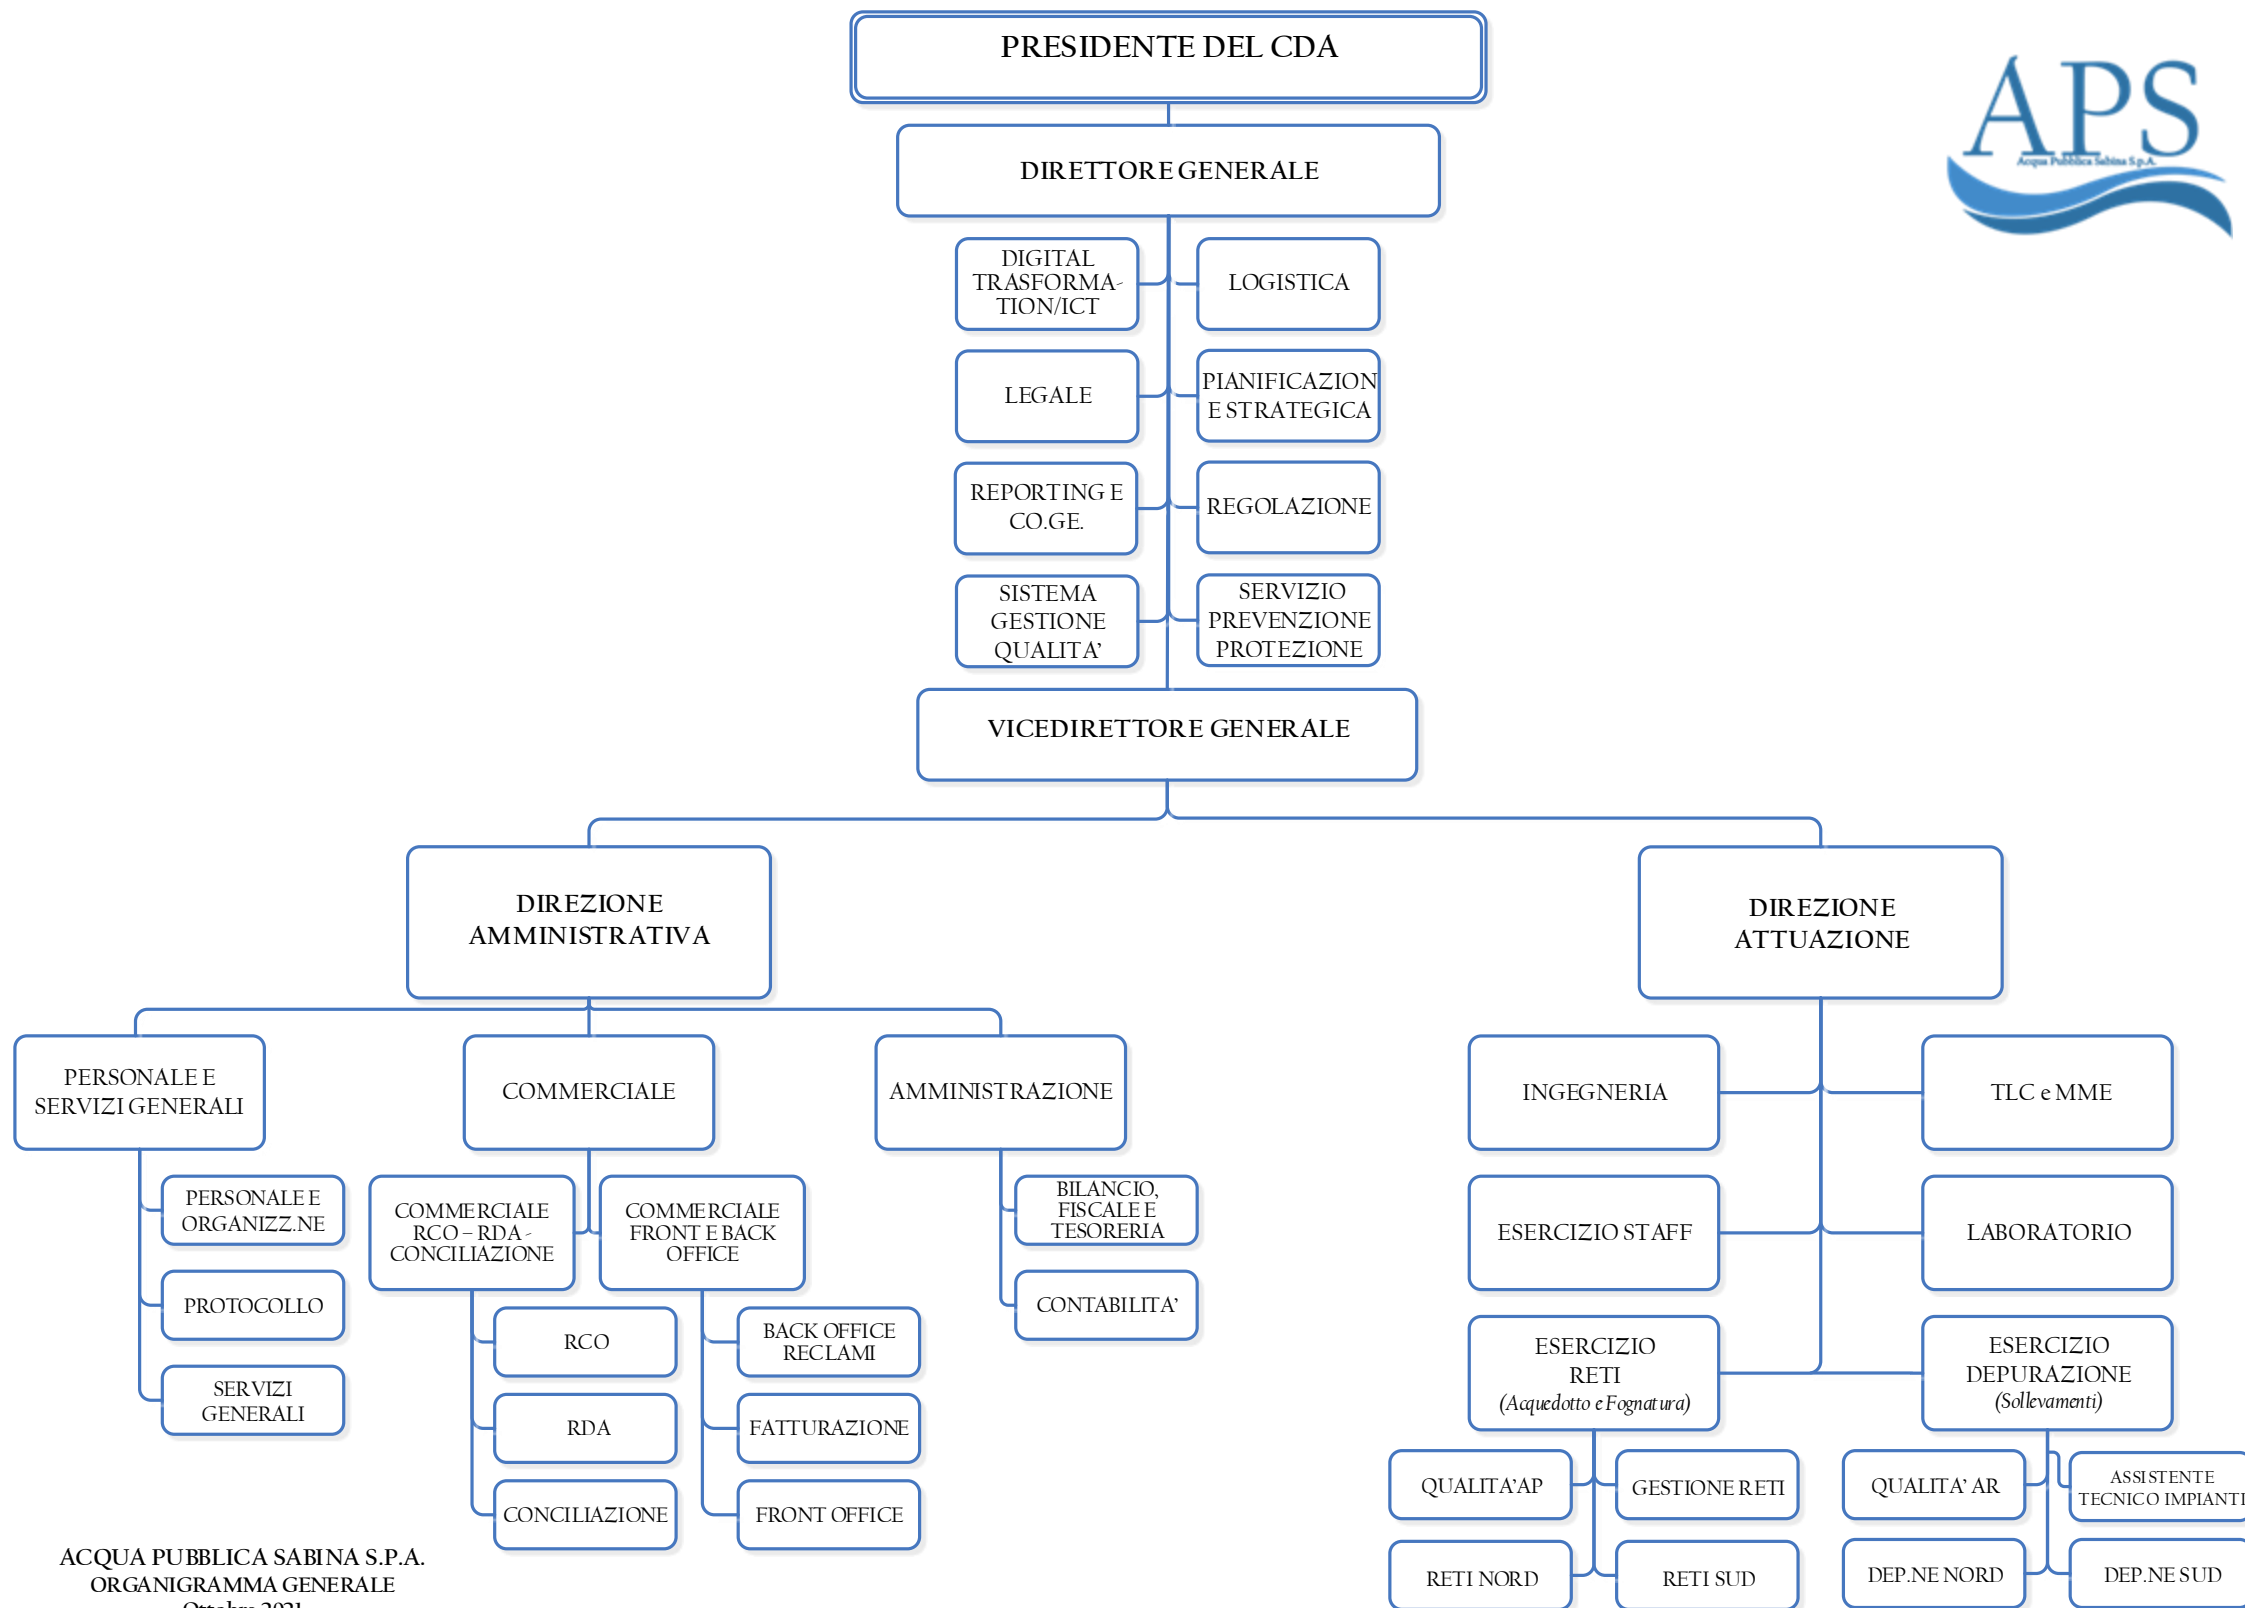 PRESIDENTE DEL CDA
APS
Acqua Pubblica Sabina S.p.A.
DIRETTORE GENERALE
DIGITAL
TRASFORMA-
TION/ICT
LOGISTICA
LEGALE
PIANIFICAZION
E STRATEGICA
REPORTING E
CO.GE.
REGOLAZIONE
SISTEMA
GESTIONE
QUALITA'
SERVIZIO
PREVENZIONE
PROTEZIONE
VICEDIRETTORE GENERALE
DIREZIONE
AMMINISTRATIVA
DIREZIONE
ATTUAZIONE
PERSONALE E
SERVIZI GENERALI
COMMERCIALE
AMMINISTRAZIONE
INGEGNERIA
TLC e MME
PERSONALE E
ORGANIZZ.NE
PROTOCOLLO
SERVIZI
GENERALI
COMMERCIALE
RCO – RDA -
CONCILIAZIONE
RCO
RDA
CONCILIAZIONE
COMMERCIALE
FRONT E BACK
OFFICE
BACK OFFICE
RECLAMI
FATTURAZIONE
FRONT OFFICE
BILANCIO,
FISCALE E
TESORERIA
CONTABILITA'
ESERCIZIO STAFF
LABORATORIO
ESERCIZIO
RETI
(Acquedotto e Fognatura)
ESERCIZIO
DEPURAZIONE
(Sollevamenti)
QUALITA'AP
GESTIONE RETI
RETI NORD
RETI SUD
QUALITA' AR
ASSISTENTE
TECNICO IMPIANTI
DEP.NE NORD
DEP.NE SUD
ACQUA PUBBLICA SABINA S.P.A.
ORGANIGRAMMA GENERALE
Ottobre 2021